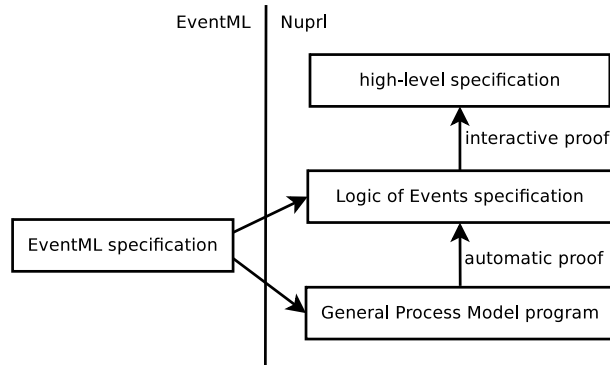 EventML
Nuprl
high-level specification
interactive proof
Logic of Events specification
EventML specification
automatic proof
General Process Model program